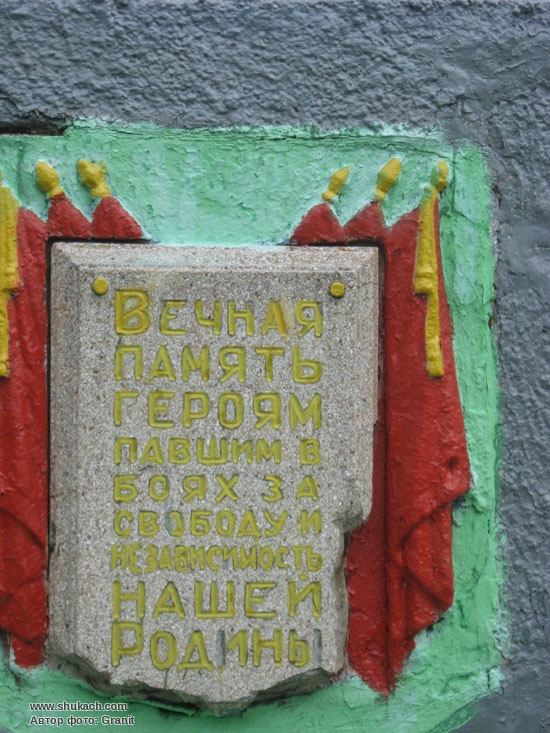 Вечная
память
героям
павшим в
боях за
свободу и
независимость
нашей
Родины
www.shukach.com
Автор фото: Granit